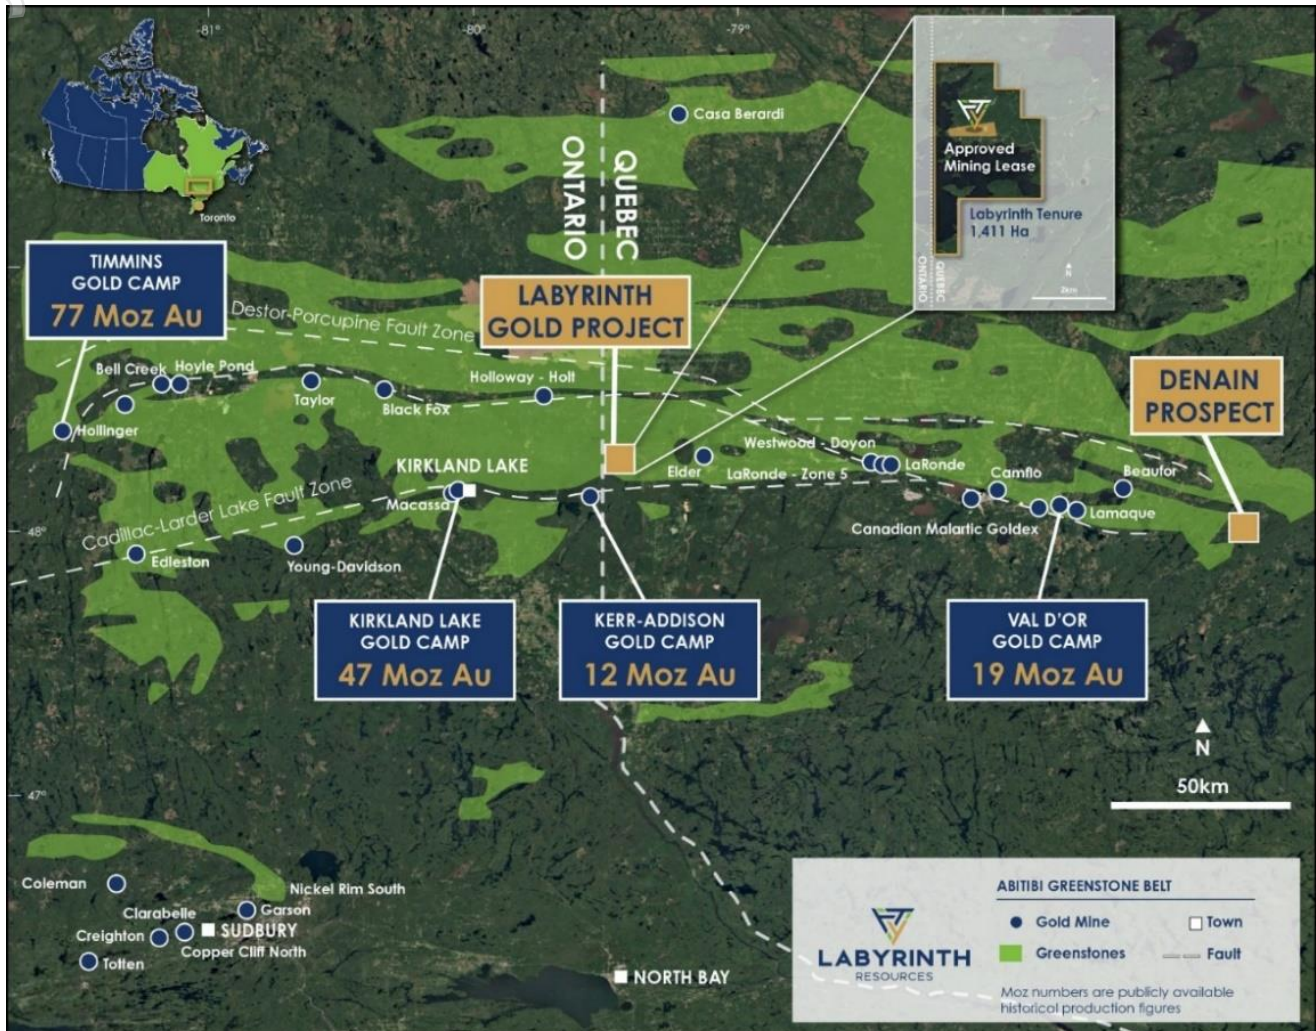 -81°
-80°
-79°
Casa Berardi
ONTARIO
QUEBEC
Toronto
Approved
Mining Lease
Labyrinth Tenure
1,411 Ha
ONTARIO
QUEBEC
N
2km
TIMMINS
GOLD CAMP
77 Moz Au
LABYRINTH
GOLD PROJECT
DENAIN
PROSPECT
Destor-Porcupine Fault Zone
Bell Creek
Hoyle Pond
Taylor
Black Fox
Holloway - Holt
Hollinger
KIRKLAND LAKE
Macassa
Cadillac-Larder Lake Fault Zone
Elder
Westwood - Doyon
LaRonde
LaRonde - Zone 5
Camflo
Beaufor
Canadian Malartic
Goldex
Lamaque
48°
Edleston
Young-Davidson
KIRKLAND LAKE
GOLD CAMP
47 Moz Au
KERR-ADDISON
GOLD CAMP
12 Moz Au
VAL D'OR
GOLD CAMP
19 Moz Au
N
50km
47°
Coleman
Nickel Rim South
Clarabelle
Garson
Creighton
SUDBURY
Copper Cliff North
Totten
NORTH BAY
LABYRINTH
RESOURCES
ABITIBI GREENSTONE BELT
Gold Mine
Town
Greenstones
Fault
Moz numbers are publicly available
historical production figures